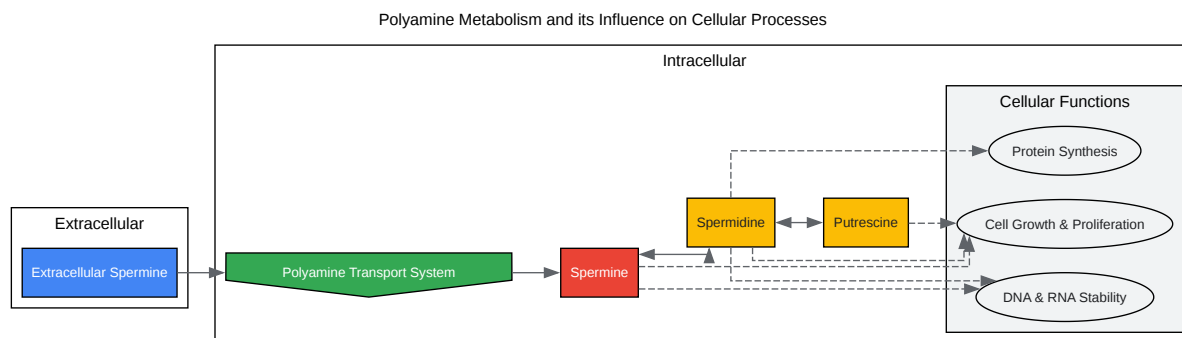 Polyamine Metabolism and its Influence on Cellular Processes
Intracellular
Cellular Functions
Protein Synthesis
Extracellular
Spermidine
Putrescine
Cell Growth & Proliferation
Extracellular Spermine
Polyamine Transport System
Spermine
DNA & RNA Stability